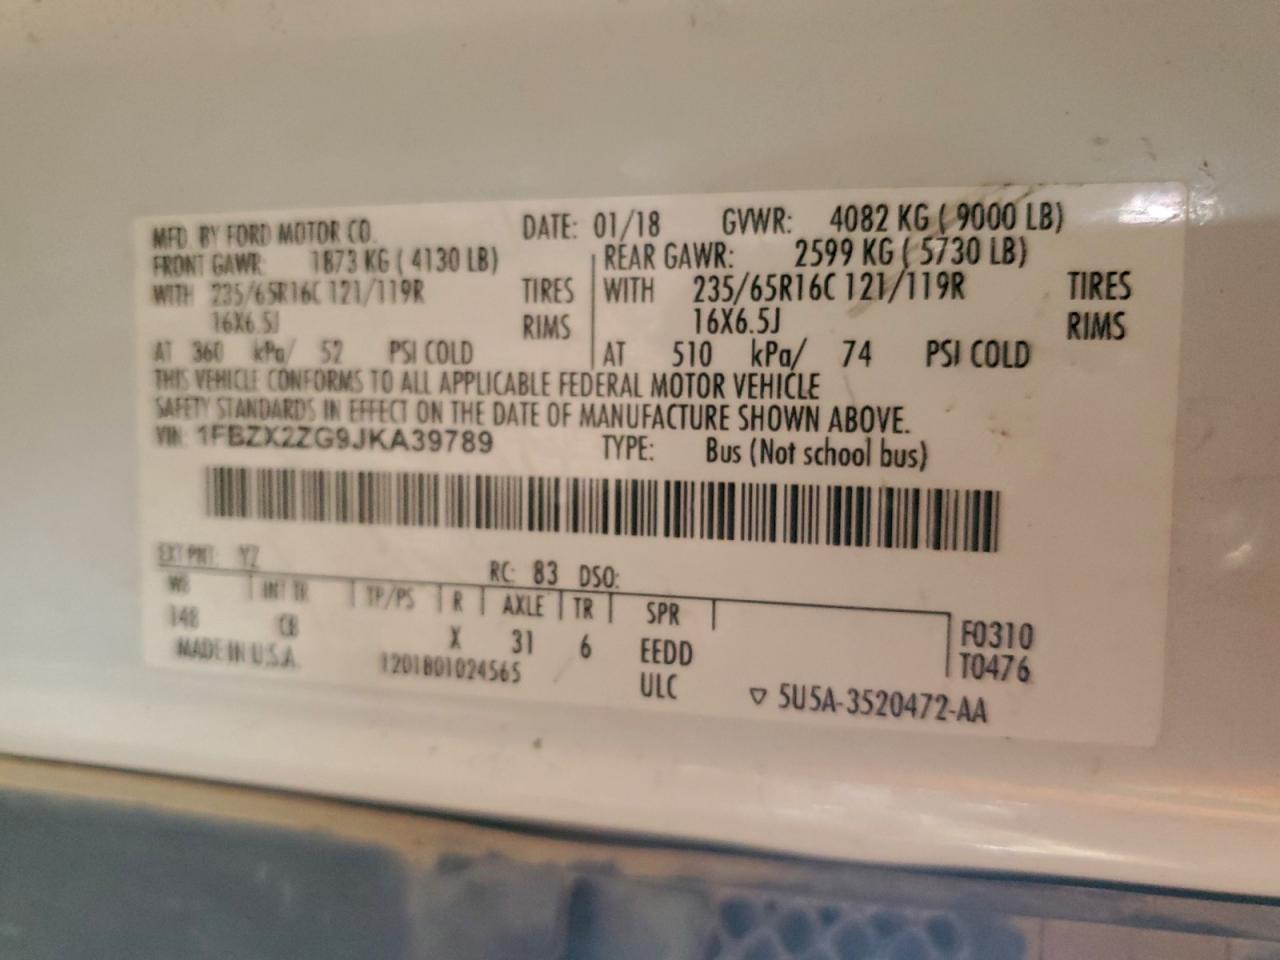 MFD. BY FORD MOTOR CO. DATE: 01/18 GVWR: 4082 KG ( 9000 LB)
FRONT GAWR: 1873 KG ( 4130 LB) REAR GAWR: 2599 KG ( 5730 LB)
WITH 235/65R16C 121/119R TIRES WITH 235/65R16C 121/119R TIRES
16X6.5J RIMS 16X6.5J RIMS
AT 360 kPa/ 52 PSI COLD AT 510 kPa/ 74 PSI COLD
THIS VEHICLE CONFORMS TO ALL APPLICABLE FEDERAL MOTOR VEHICLE
SAFETY STANDARDS IN EFFECT ON THE DATE OF MANUFACTURE SHOWN ABOVE.
VIN: 1FBZX2ZG9JKA39789 TYPE: Bus (Not school bus)
EXT PNT: YZ RC: 83 DSO:
WB INT TR TP/PS R AXLE TR SPR
148 CB X 31 6 EEDD F0310
MADE IN U.S.A. 1201801024565 ULC T0476
▽ 5U5A-3520472-AA